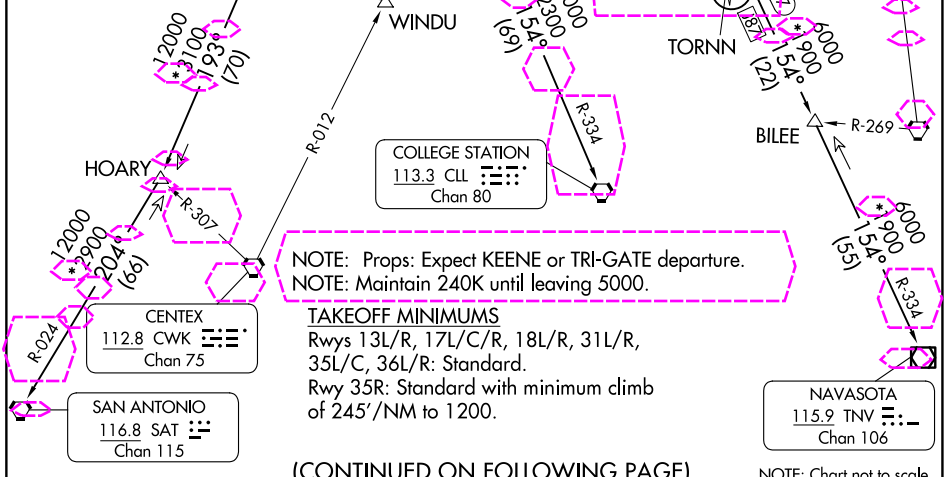 12000
*3100
193°
(70)
WINDU
2300
154°
(69)
TORNN
187
6000
*1900
154°
(22)
R-012
BILEE
R-269
HOARY
R-307
COLLEGE STATION
113.3 CLL
Chan 80
R-334
12000
*2900
204°
(66)
R-024
NOTE: Props: Expect KEENE or TRI-GATE departure.
NOTE: Maintain 240K until leaving 5000.
6000
*1900
154°
(55)
R-334
CENTEX
112.8 CWK
Chan 75
TAKEOFF MINIMUMS
Rwys 13L/R, 17L/C/R, 18L/R, 31L/R,
35L/C, 36L/R: Standard.
Rwy 35R: Standard with minimum climb
of 245'/NM to 1200.
SAN ANTONIO
116.8 SAT
Chan 115
NAVASOTA
115.9 TNV
Chan 106
(CONTINUED ON FOLLOWING PAGE)
NOTE: Chart not to scale